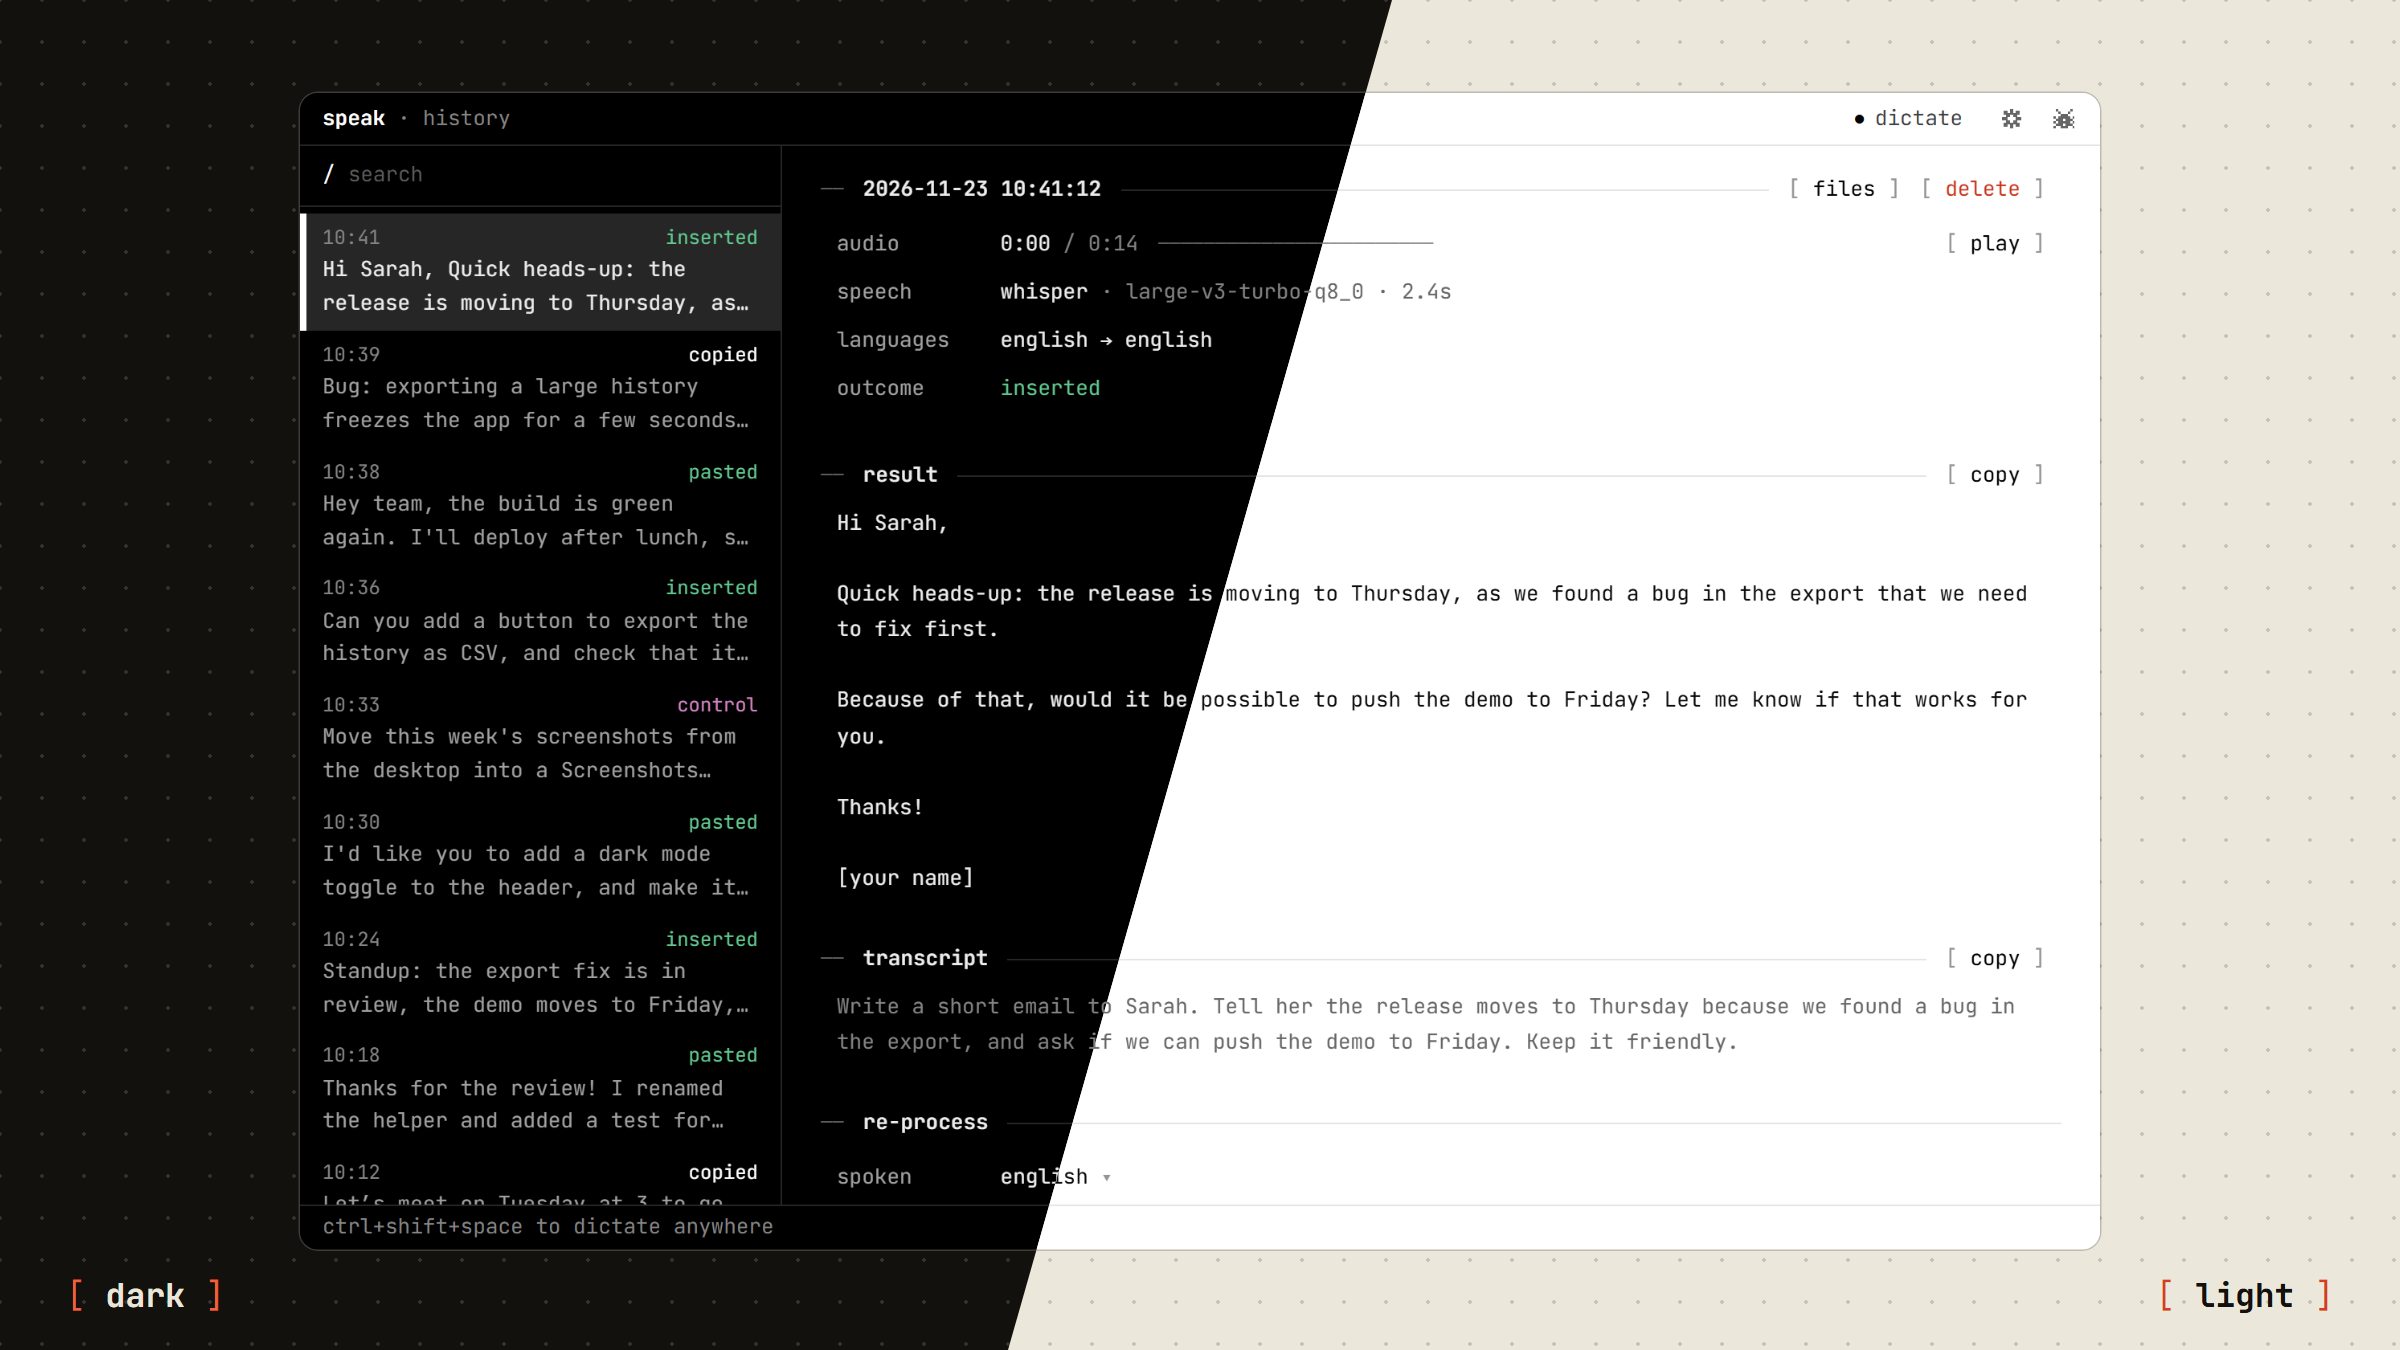 speak · history
● dictate
/ search
10:41 inserted
Hi Sarah, Quick heads-up: the
release is moving to Thursday, as…
10:39 copied
Bug: exporting a large history
freezes the app for a few seconds…
10:38 pasted
Hey team, the build is green
again. I'll deploy after lunch, s…
10:36 inserted
Can you add a button to export the
history as CSV, and check that it…
10:33 control
Move this week's screenshots from
the desktop into a Screenshots…
10:30 pasted
I'd like you to add a dark mode
toggle to the header, and make it…
10:24 inserted
Standup: the export fix is in
review, the demo moves to Friday,…
10:18 pasted
Thanks for the review! I renamed
the helper and added a test for…
10:12 copied
Let's meet on Tuesday at 3 to go
ctrl+shift+space to dictate anywhere
2026-11-23 10:41:12 [ files ] [ delete ]
audio 0:00 / 0:14 [ play ]
speech whisper · large-v3-turbo-q8_0 · 2.4s
languages english → english
outcome inserted
result [ copy ]
Hi Sarah,
Quick heads-up: the release is moving to Thursday, as we found a bug in the export that we need
to fix first.
Because of that, would it be possible to push the demo to Friday? Let me know if that works for
you.
Thanks!
[your name]
transcript [ copy ]
Write a short email to Sarah. Tell her the release moves to Thursday because we found a bug in
the export, and ask if we can push the demo to Friday. Keep it friendly.
re-process
spoken english ▾
[ dark ]
[ light ]